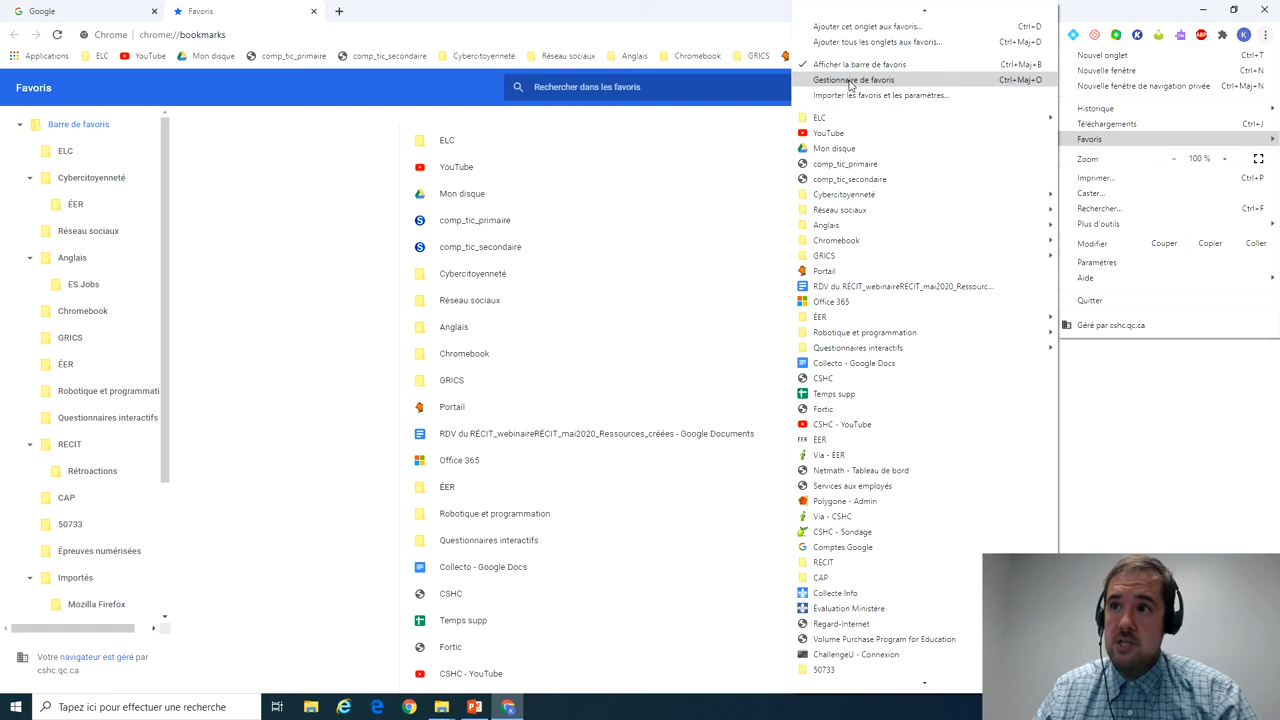 Google
Favoris
Chrome | chrome://bookmarks
Applications ELC YouTube Mon disque comp_tic_primaire comp_tic_secondaire Cybercitoyenneté Réseau sociaux Anglais Chromebook GRICS
Favoris
Rechercher dans les favoris
Barre de favoris
ELC
Cybercitoyenneté
ÉER
Réseau sociaux
Anglais
ES Jobs
Chromebook
GRICS
ÉER
Robotique et programmati
Questionnaires interactifs
RECIT
Rétroactions
CAP
50733
Épreuves numérisées
Importés
Mozilla Firefox
Votre navigateur est géré par
cshc.qc.ca
ELC
YouTube
Mon disque
comp_tic_primaire
comp_tic_secondaire
Cybercitoyenneté
Réseau sociaux
Anglais
Chromebook
GRICS
Portail
RDV du RÉCIT_webinaireRÉCIT_mai2020_Ressources_créées - Google Documents
Office 365
ÉER
Robotique et programmation
Questionnaires interactifs
Collecto - Google Docs
CSHC
Temps supp
Fortic
CSHC - YouTube
Ajouter cet onglet aux favoris... Ctrl+D
Ajouter tous les onglets aux favoris... Ctrl+Maj+D
Afficher la barre de favoris Ctrl+Maj+B
Gestionnaire de favoris Ctrl+Maj+O
Importer les favoris et les paramètres...
ELC
YouTube
Mon disque
comp_tic_primaire
comp_tic_secondaire
Cybercitoyenneté
Réseau sociaux
Anglais
Chromebook
GRICS
Portail
RDV du RÉCIT_webinaireRÉCIT_mai2020_Ressourc...
Office 365
ÉER
Robotique et programmation
Questionnaires interactifs
Collecto - Google Docs
CSHC
Temps supp
Fortic
CSHC - YouTube
ÉER
Via - ÉER
Netmath - Tableau de bord
Services aux employés
Polygone - Admin
Via - CSHC
CSHC - Sondage
Comptes Google
RECIT
CAP
Collecte Info
Évaluation Ministère
Regard-Internet
Volume Purchase Program for Education
ChallengeU - Connexion
50733
Nouvel onglet Ctrl+T
Nouvelle fenêtre Ctrl+N
Nouvelle fenêtre de navigation privée Ctrl+Maj+N
Historique
Téléchargements Ctrl+J
Favoris
Zoom - 100 % +
Imprimer... Ctrl+P
Caster...
Rechercher... Ctrl+F
Plus d'outils
Modifier Couper Copier Coller
Paramètres
Aide
Quitter
Géré par cshc.qc.ca
Tapez ici pour effectuer une recherche